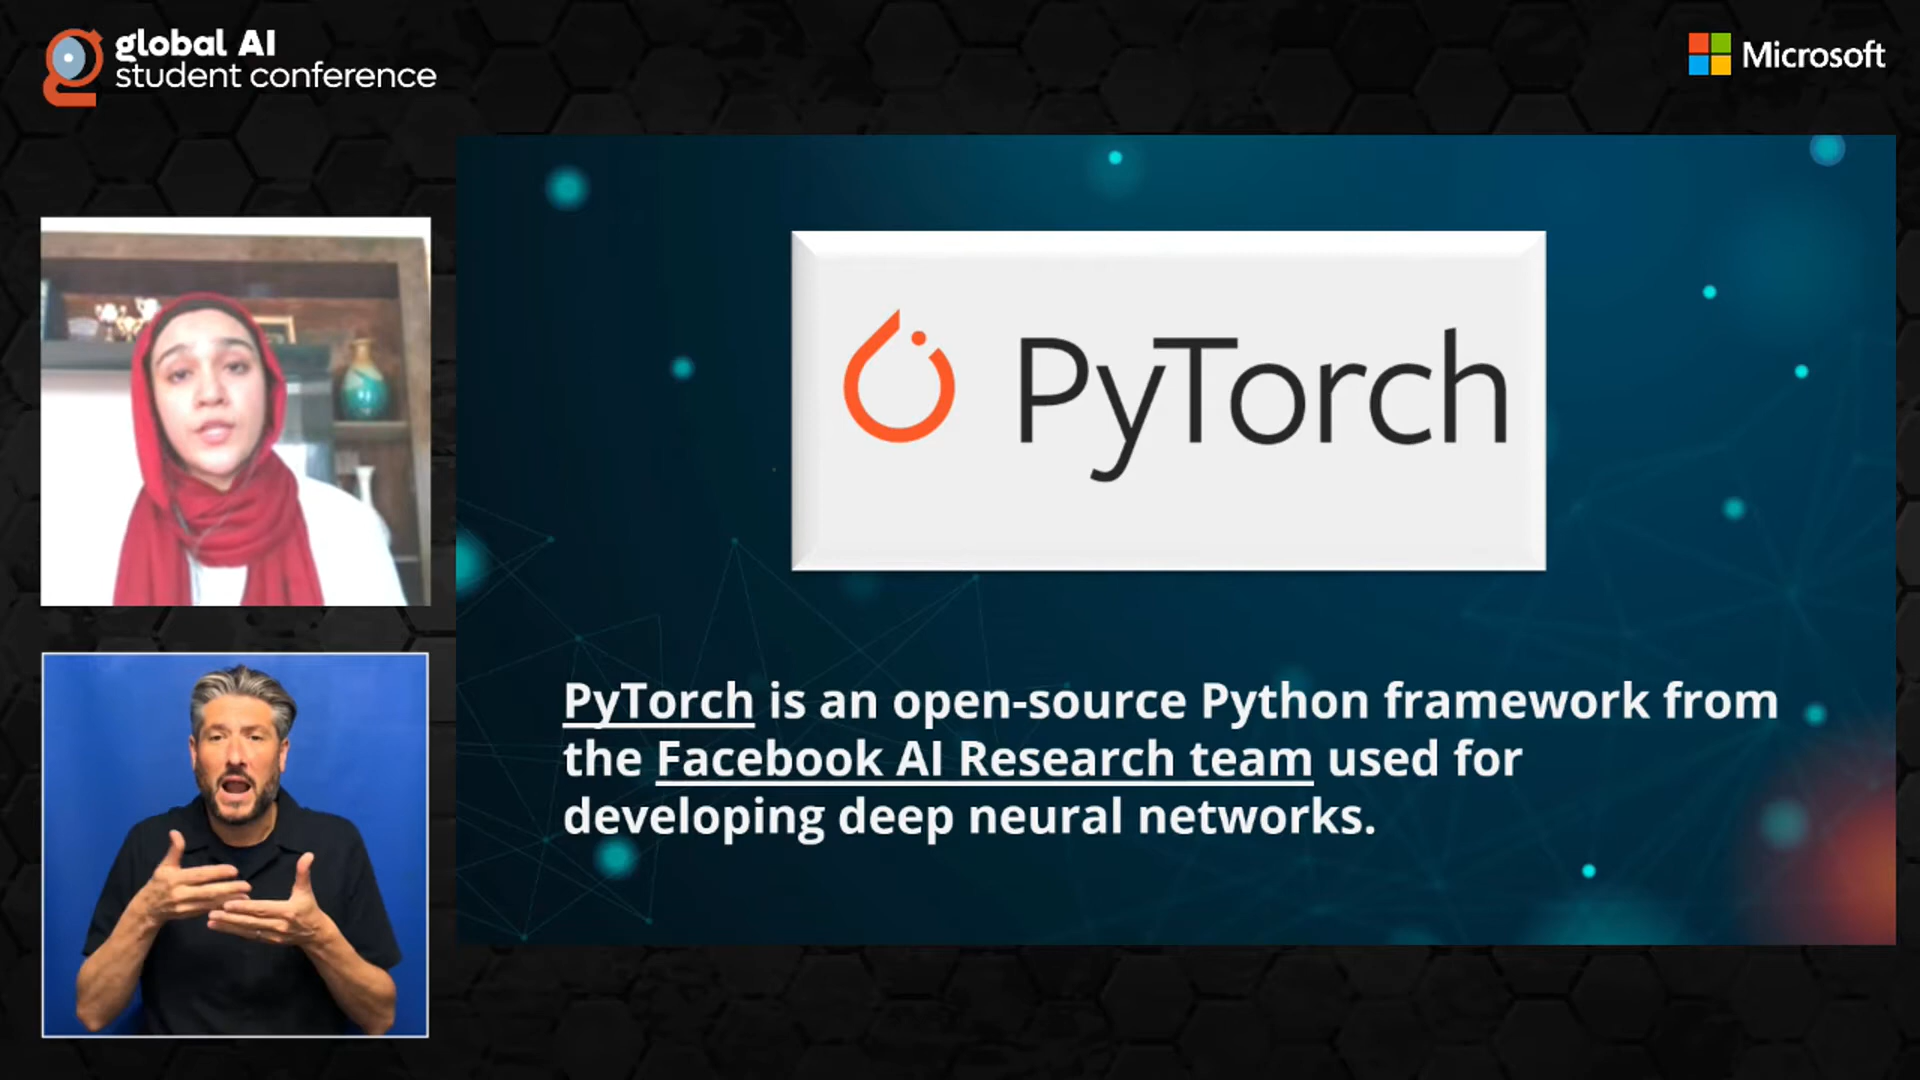 global AI
student conference
Microsoft
PyTorch
PyTorch is an open-source Python framework from
the Facebook AI Research team used for
developing deep neural networks.